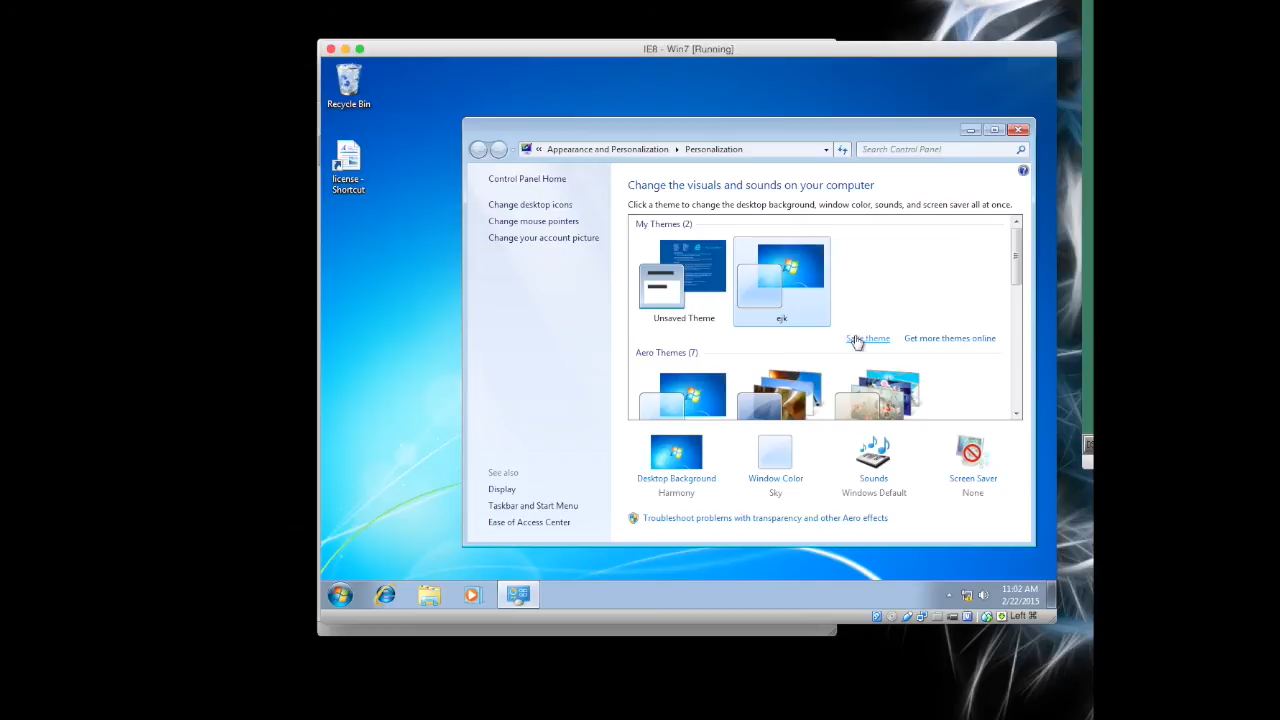 IE8 - Win7 [Running]
Recycle Bin
license -
Shortcut
Appearance and Personalization
Personalization
Search Control Panel
Control Panel Home
Change desktop icons
Change mouse pointers
Change your account picture
Change the visuals and sounds on your computer
Click a theme to change the desktop background, window color, sounds, and screen saver all at once.
My Themes (2)
Unsaved Theme
ejk
theme
Get more themes online
Aero Themes (7)
Desktop Background
Harmony
Window Color
Sky
Sounds
Windows Default
Screen Saver
None
Troubleshoot problems with transparency and other Aero effects
See also
Display
Taskbar and Start Menu
Ease of Access Center
11:02 AM
2/22/2015
Left ⌘